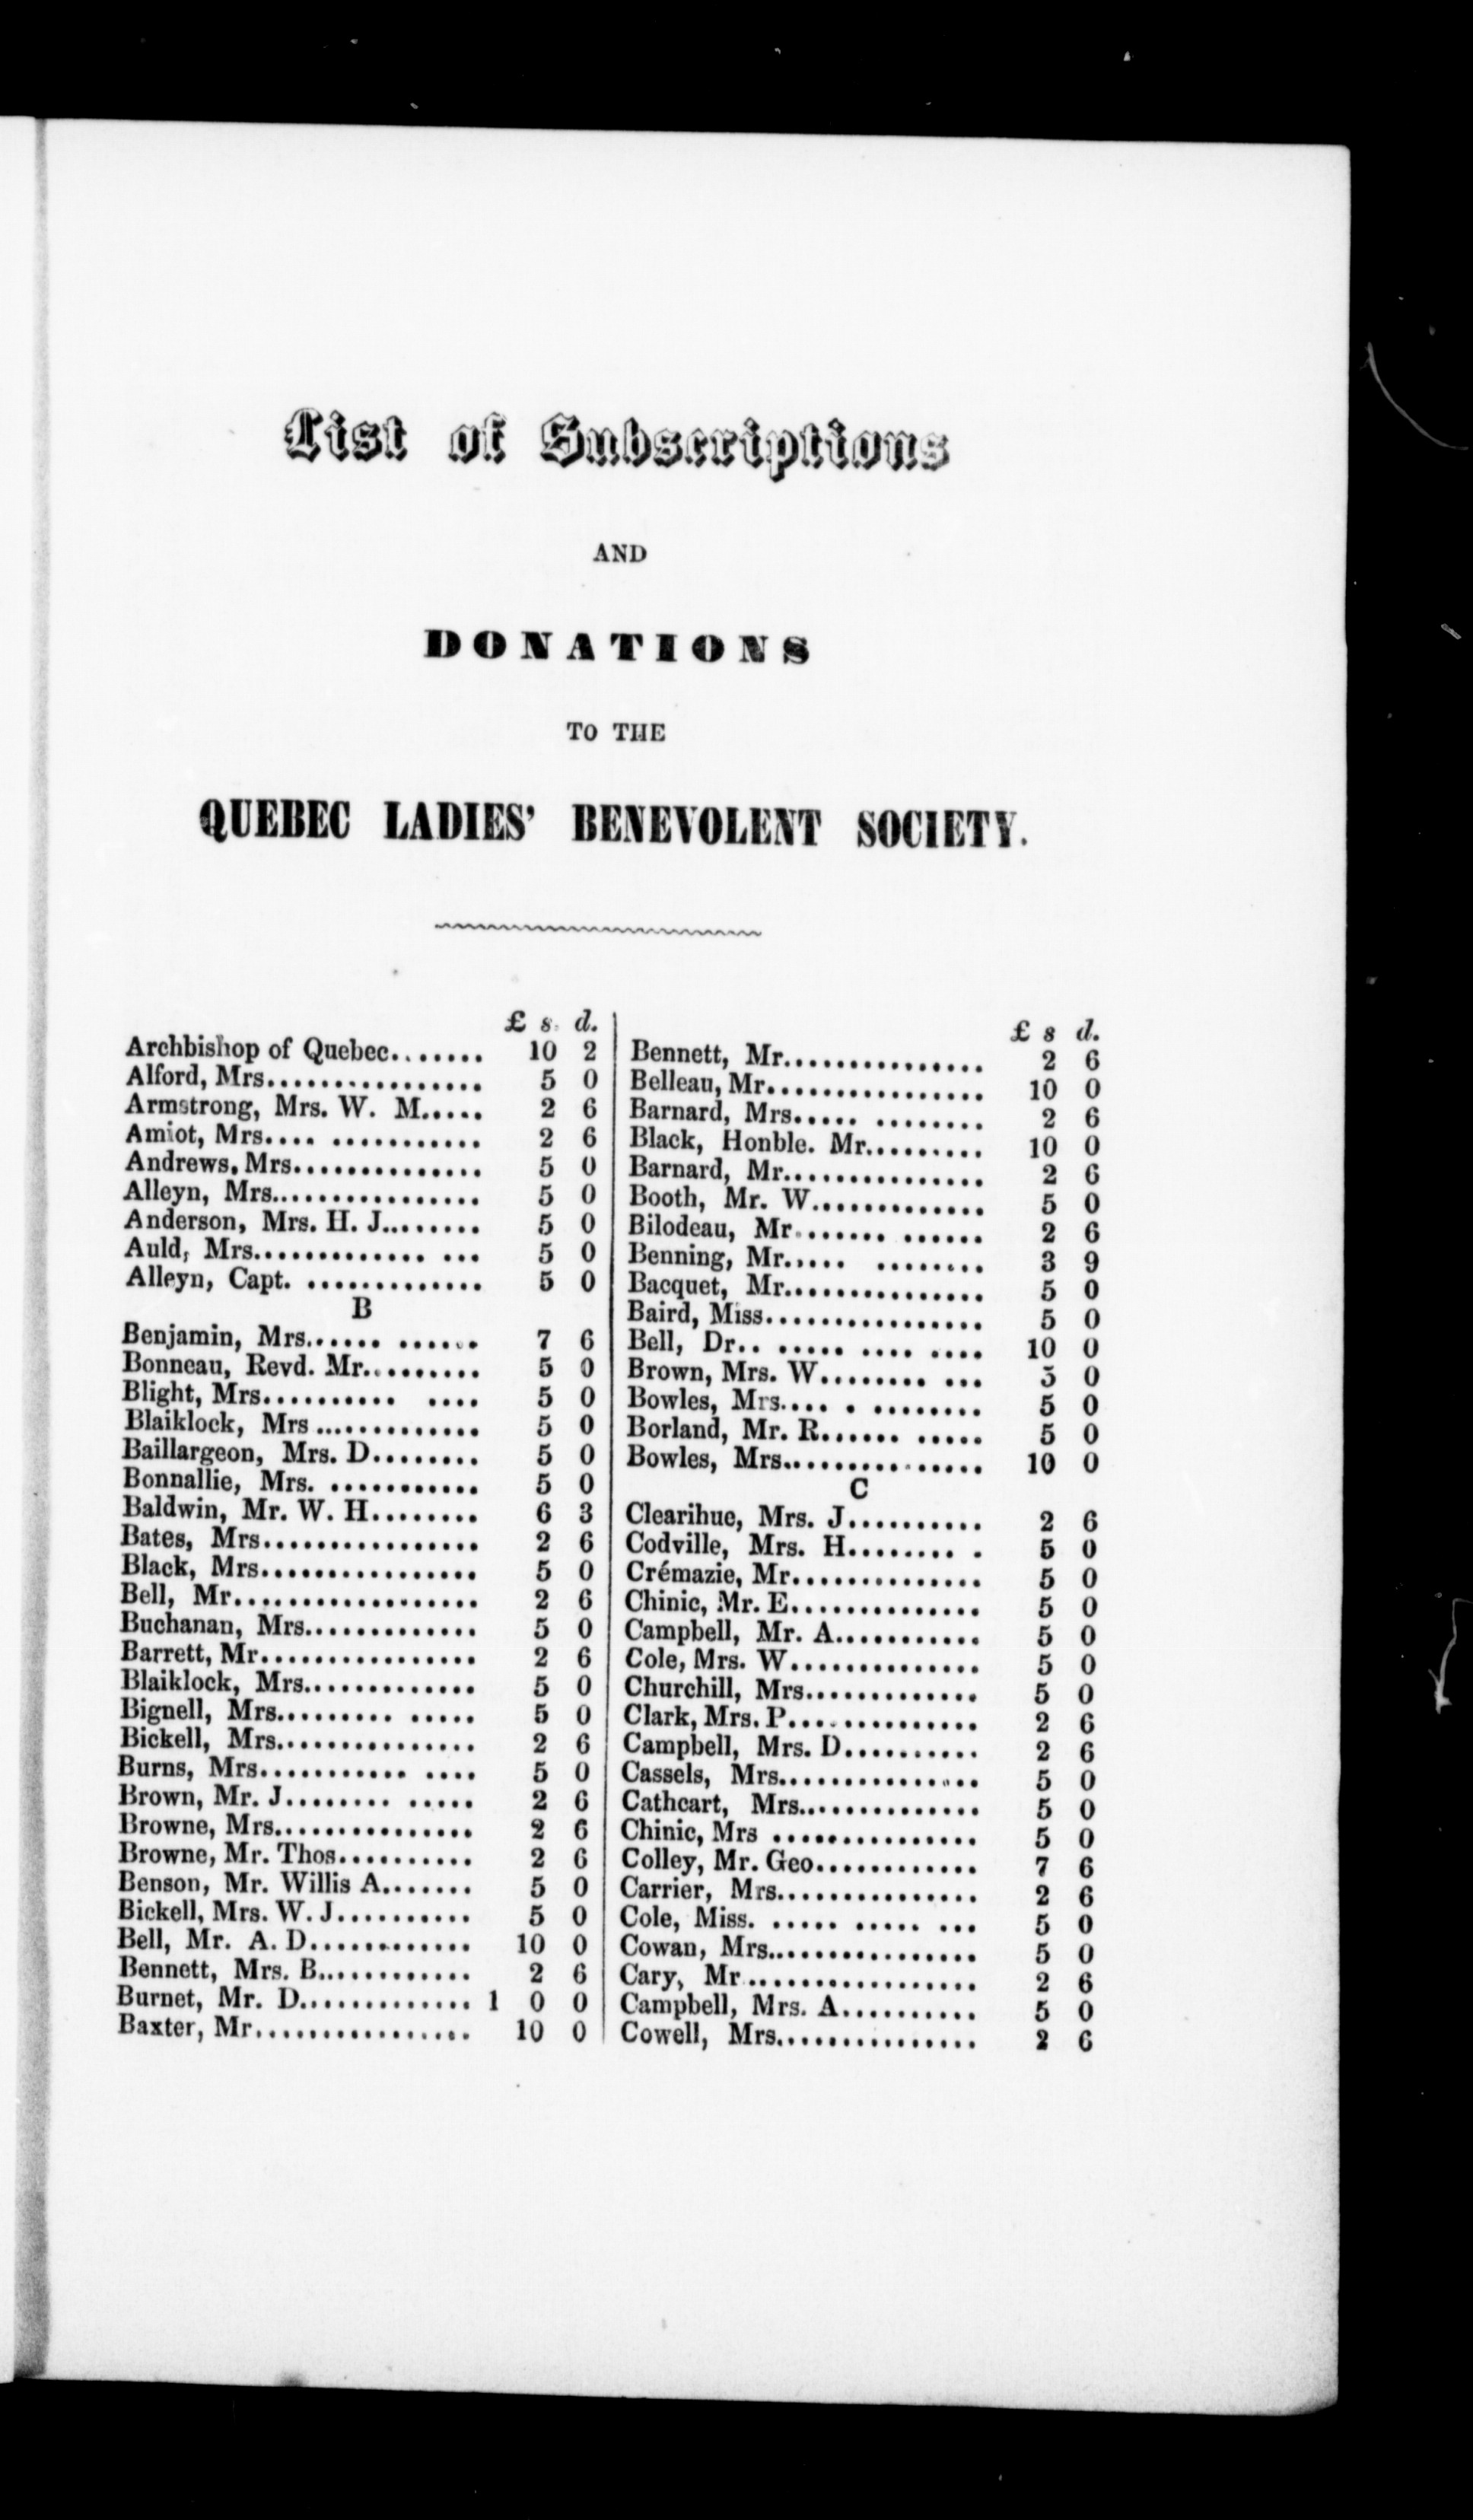 List of Subscriptions
AND
DONATIONS
TO THE
QUEBEC LADIES' BENEVOLENT SOCIETY.
£ s. d.
Archbishop of Quebec....... 10 2
Alford, Mrs................. 5 0
Armstrong, Mrs. W. M..... 2 6
Amiot, Mrs.... ............ 2 6
Andrews, Mrs............... 5 0
Alleyn, Mrs................ 5 0
Anderson, Mrs. H. J........ 5 0
Auld, Mrs............. ... 5 0
Alleyn, Capt. .............. 5 0
B
Benjamin, Mrs...... ...... 7 6
Bonneau, Revd. Mr......... 5 0
Blight, Mrs.......... .... 5 0
Blaiklock, Mrs ............. 5 0
Baillargeon, Mrs. D........ 5 0
Bonnallie, Mrs. ............ 5 0
Baldwin, Mr. W. H........ 6 3
Bates, Mrs................. 2 6
Black, Mrs................. 5 0
Bell, Mr................... 2 6
Buchanan, Mrs............. 5 0
Barrett, Mr................. 2 6
Blaiklock, Mrs............. 5 0
Bignell, Mrs......... ..... 5 0
Bickell, Mrs............... 2 6
Burns, Mrs........... .... 5 0
Brown, Mr. J........ ..... 2 6
Browne, Mrs............... 2 6
Browne, Mr. Thos.......... 2 6
Benson, Mr. Willis A....... 5 0
Bickell, Mrs. W. J.......... 5 0
Bell, Mr. A. D............. 10 0
Bennett, Mrs. B............ 2 6
Burnet, Mr. D............. 1 0 0
Baxter, Mr................. 10 0
£ s d.
Bennett, Mr............... 2 6
Belleau, Mr................. 10 0
Barnard, Mrs..... ........ 2 6
Black, Honble. Mr......... 10 0
Barnard, Mr............... 2 6
Booth, Mr. W............. 5 0
Bilodeau, Mr....... ...... 2 6
Benning, Mr..... ........ 3 9
Bacquet, Mr............... 5 0
Baird, Miss................. 5 0
Bell, Dr.. ..... .... .... 10 0
Brown, Mrs. W........ ... 5 0
Bowles, Mrs.... . ........ 5 0
Borland, Mr. R...... ..... 5 0
Bowles, Mrs............... 10 0
C
Clearihue, Mrs. J.......... 2 6
Codville, Mrs. H........ . 5 0
Crémazie, Mr............... 5 0
Chinic, Mr. E............... 5 0
Campbell, Mr. A........... 5 0
Cole, Mrs. W............... 5 0
Churchill, Mrs............. 5 0
Clark, Mrs. P............... 2 6
Campbell, Mrs. D.......... 2 6
Cassels, Mrs............... 5 0
Cathcart, Mrs.............. 5 0
Chinic, Mrs ................ 5 0
Colley, Mr. Geo............ 7 6
Carrier, Mrs............... 2 6
Cole, Miss. ..... ..... ... 5 0
Cowan, Mrs................ 5 0
Cary, Mr.................. 2 6
Campbell, Mrs. A.......... 5 0
Cowell, Mrs............... 2 6